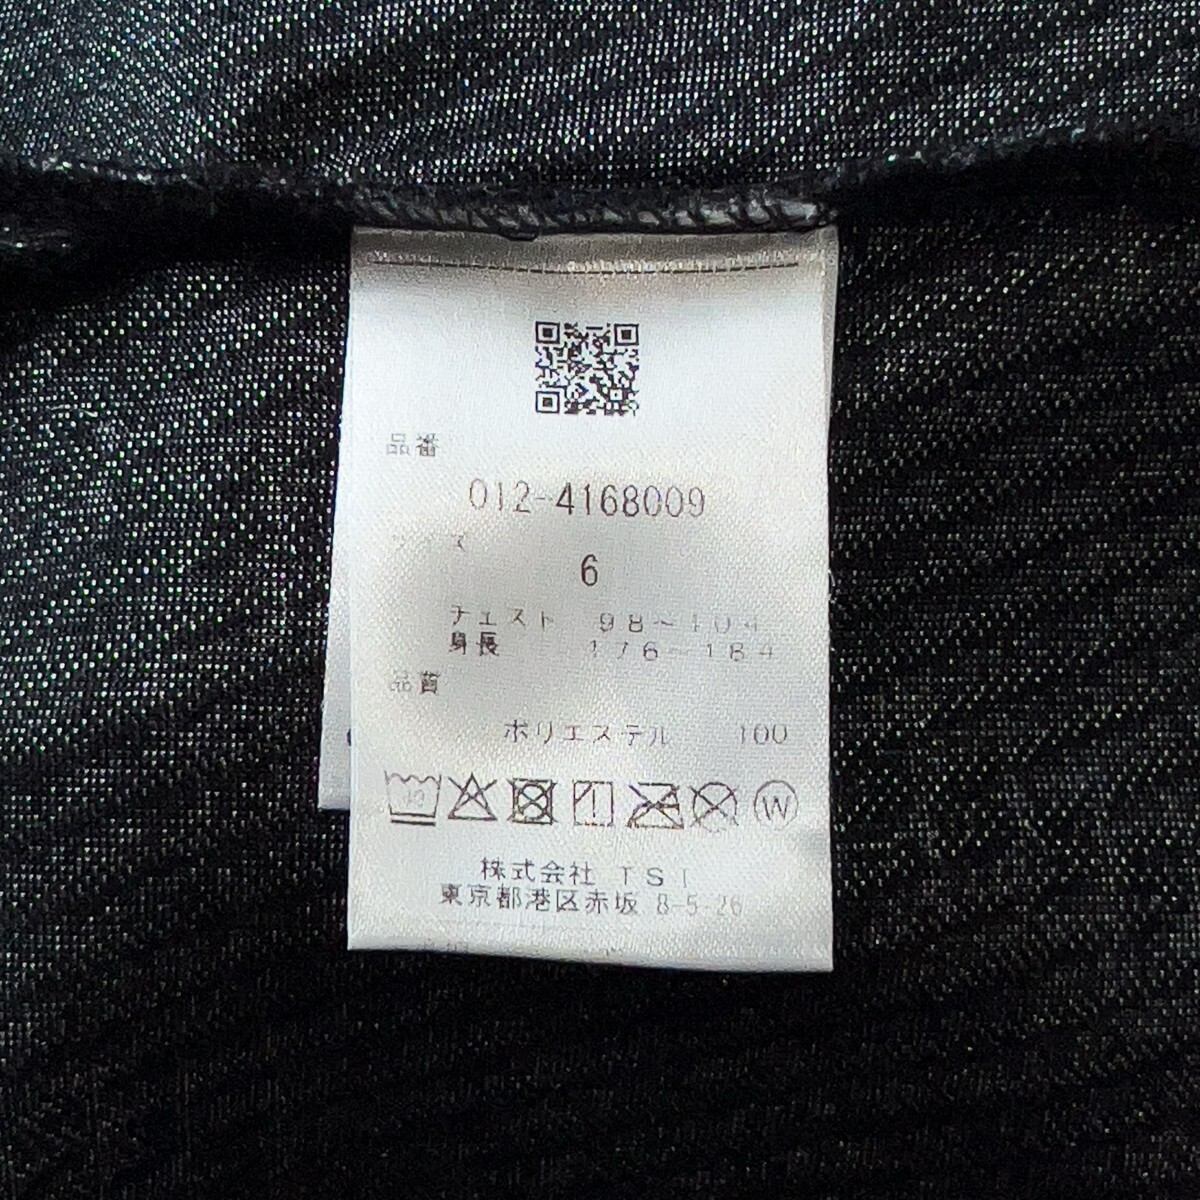 品番
012-4168009
ズ
6
チェスト 98~104
身長 176~184
品質
ポリエステル 100
W
株式会社 TSI
東京都港区赤坂 8-5-26